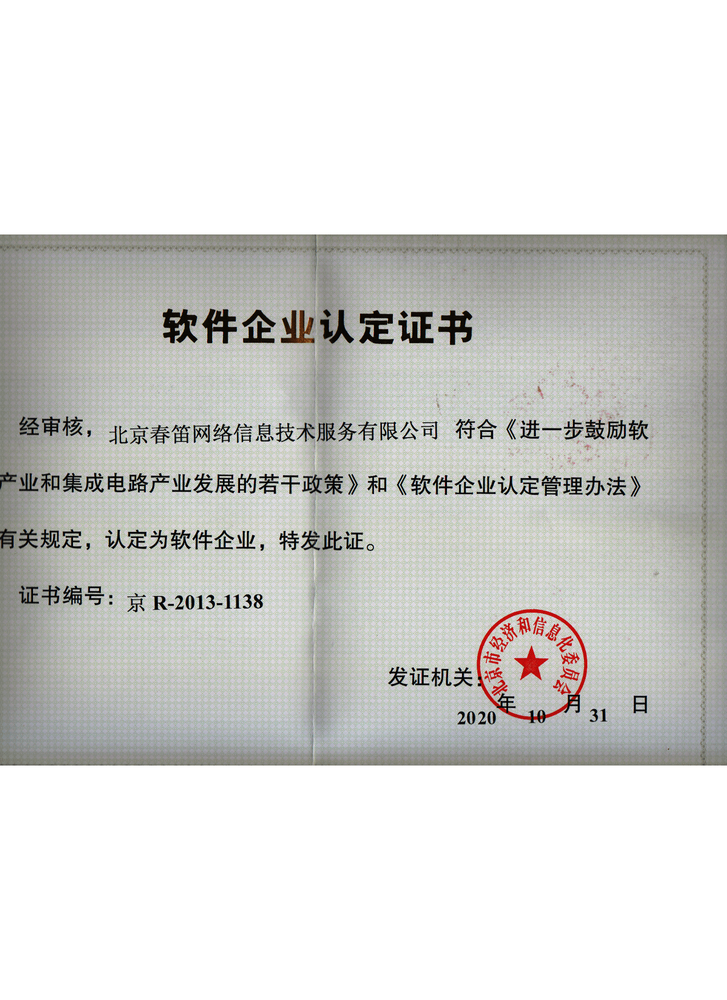 软件企业认定证书
经审核，北京春笛网络信息技术服务有限公司 符合《进一步鼓励软
产业和集成电路产业发展的若干政策》和《软件企业认定管理办法》
有关规定，认定为软件企业，特发此证。
证书编号：京 R-2013-1138
北京市经济和信息化委员会
发证机关：
2020 年 10 月 31 日